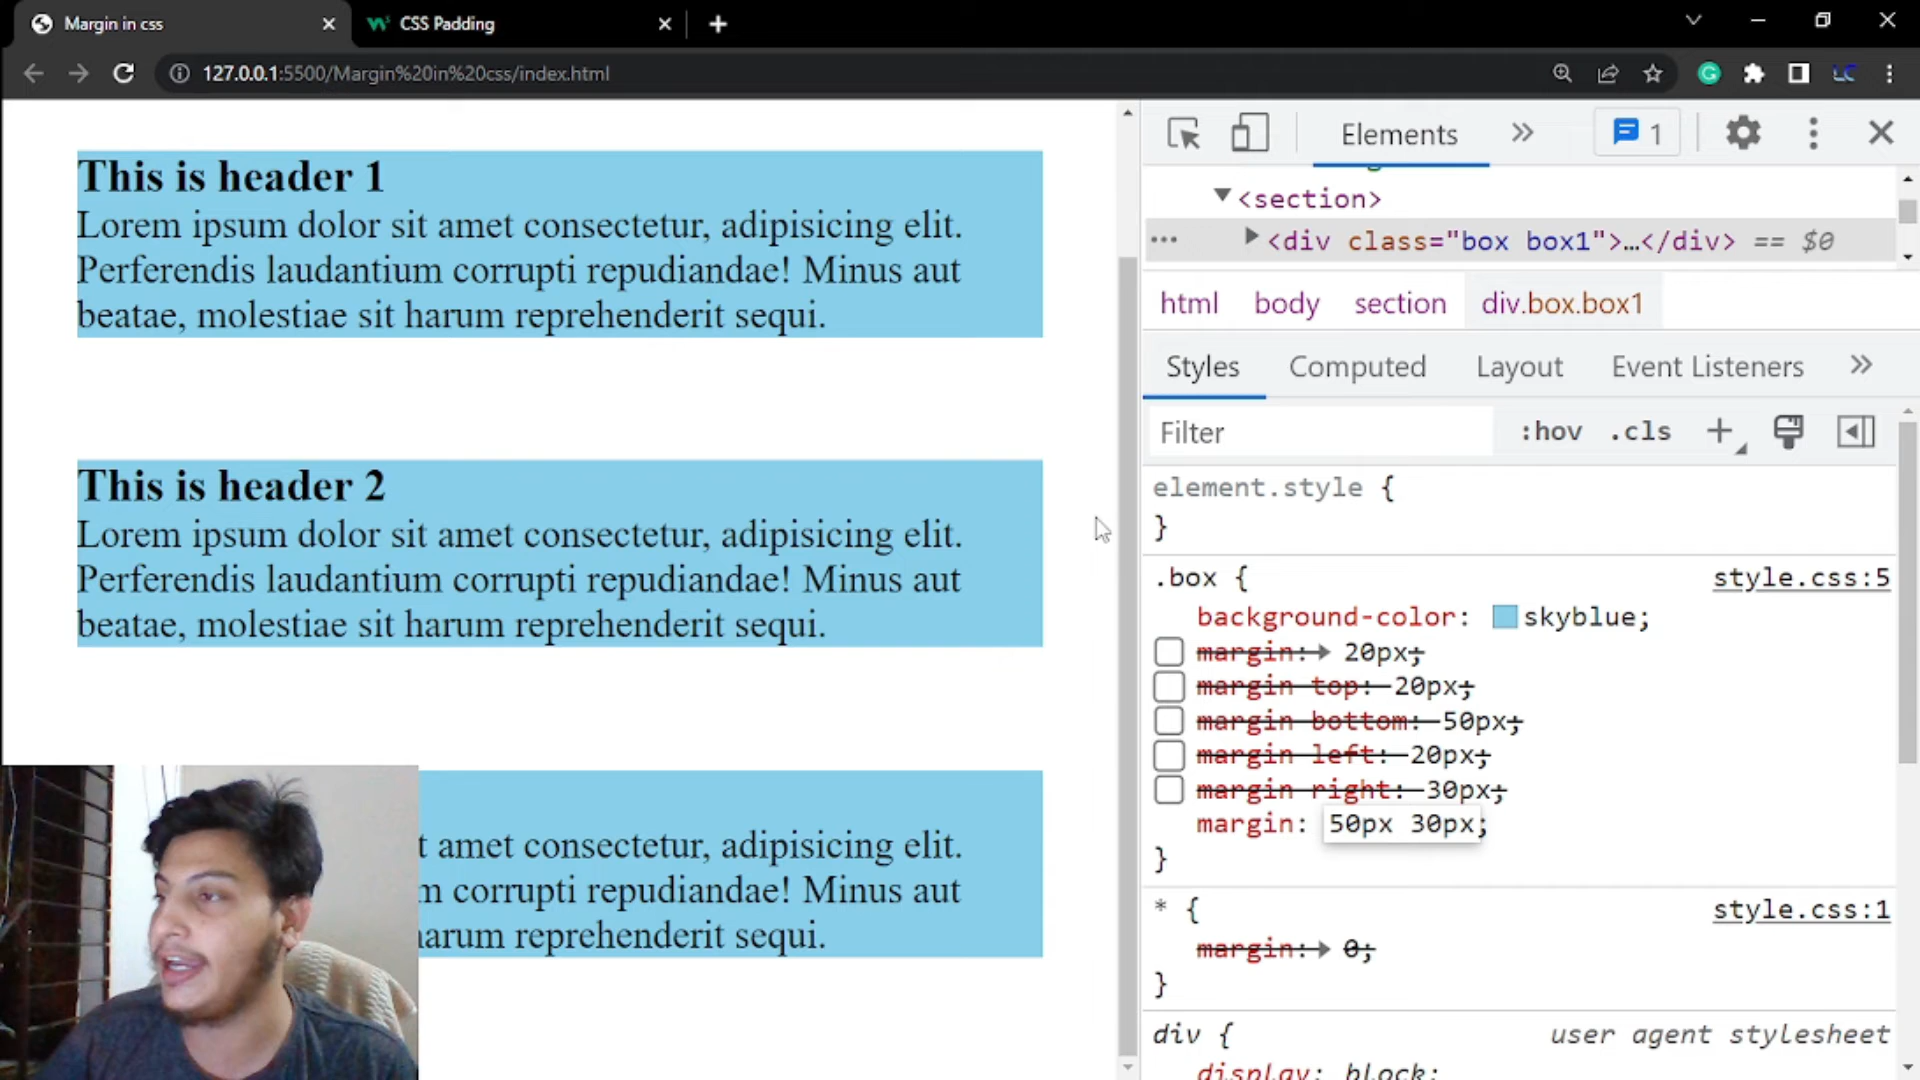 Margin in css
CSS Padding
127.0.0.1:5500/Margin%20in%20css/index.html
This is header 1
Lorem ipsum dolor sit amet consectetur, adipisicing elit.
Perferendis laudantium corrupti repudiandae! Minus aut
beatae, molestiae sit harum reprehenderit sequi.
This is header 2
Lorem ipsum dolor sit amet consectetur, adipisicing elit.
Perferendis laudantium corrupti repudiandae! Minus aut
beatae, molestiae sit harum reprehenderit sequi.
t amet consectetur, adipisicing elit.
m corrupti repudiandae! Minus aut
harum reprehenderit sequi.
Elements
1
<section>
<div class="box box1">…</div> == $0
html body section div.box.box1
Styles Computed Layout Event Listeners
Filter :hov .cls
element.style {
}
.box { style.css:5
background-color: skyblue;
margin: 20px;
margin-top: 20px;
margin-bottom: 50px;
margin-left: 20px;
margin-right: 30px;
margin: 50px 30px;
}
* { style.css:1
margin: 0;
}
div { user agent stylesheet
display: block;